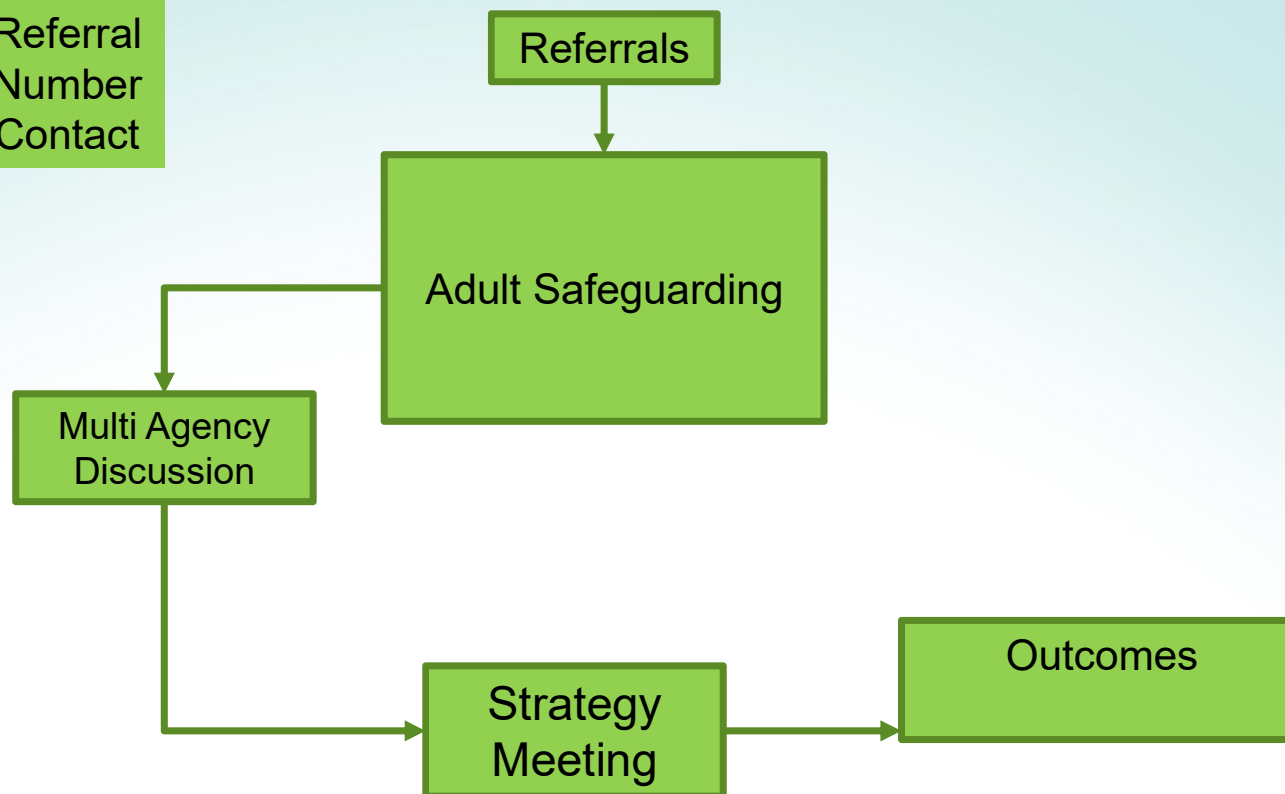 Referral
Number
Contact
Referrals
Adult Safeguarding
Multi Agency
Discussion
Strategy
Meeting
Outcomes